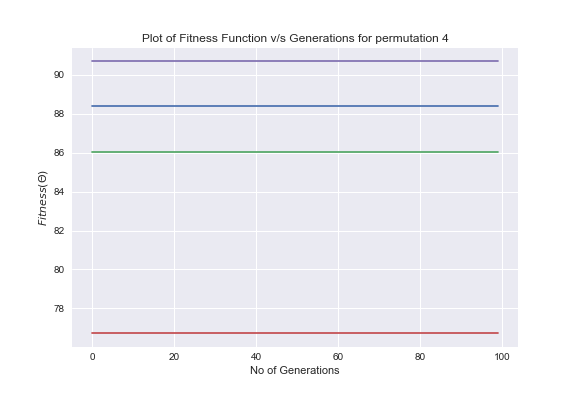 Plot of Fitness Function v/s Generations for permutation 4
90
88
86
84
82
80
78
Fitness(Θ)
0 20 40 60 80 100
No of Generations